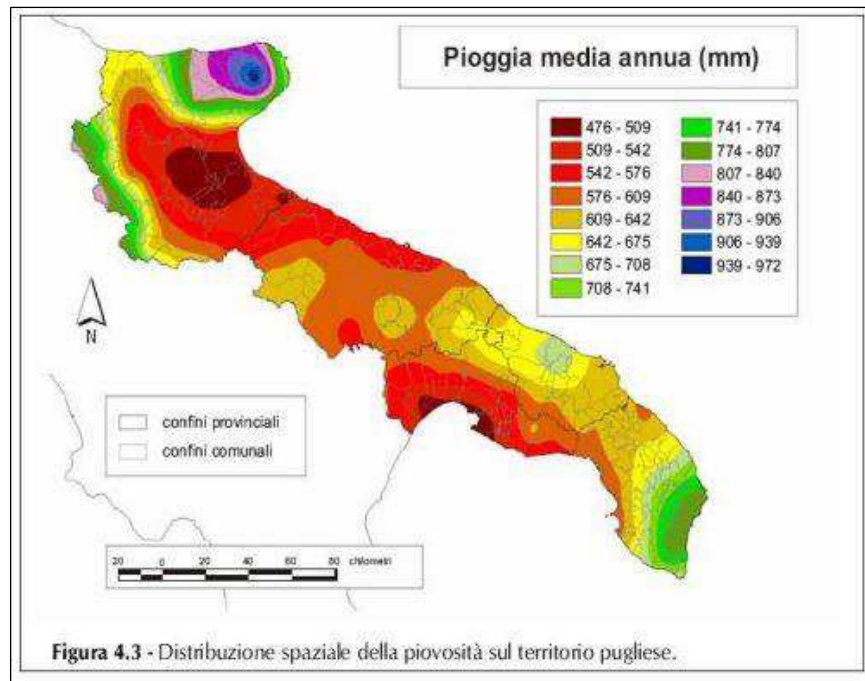 Pioggia media annua (mm)
476 - 509
509 - 542
542 - 576
576 - 609
609 - 642
642 - 675
675 - 708
708 - 741
741 - 774
774 - 807
807 - 840
840 - 873
873 - 906
906 - 939
939 - 972
N
confini provinciali
confini comunali
20 0 20 40 60 80 chilometri
Figura 4.3 - Distribuzione spaziale della piovosità sul territorio pugliese.